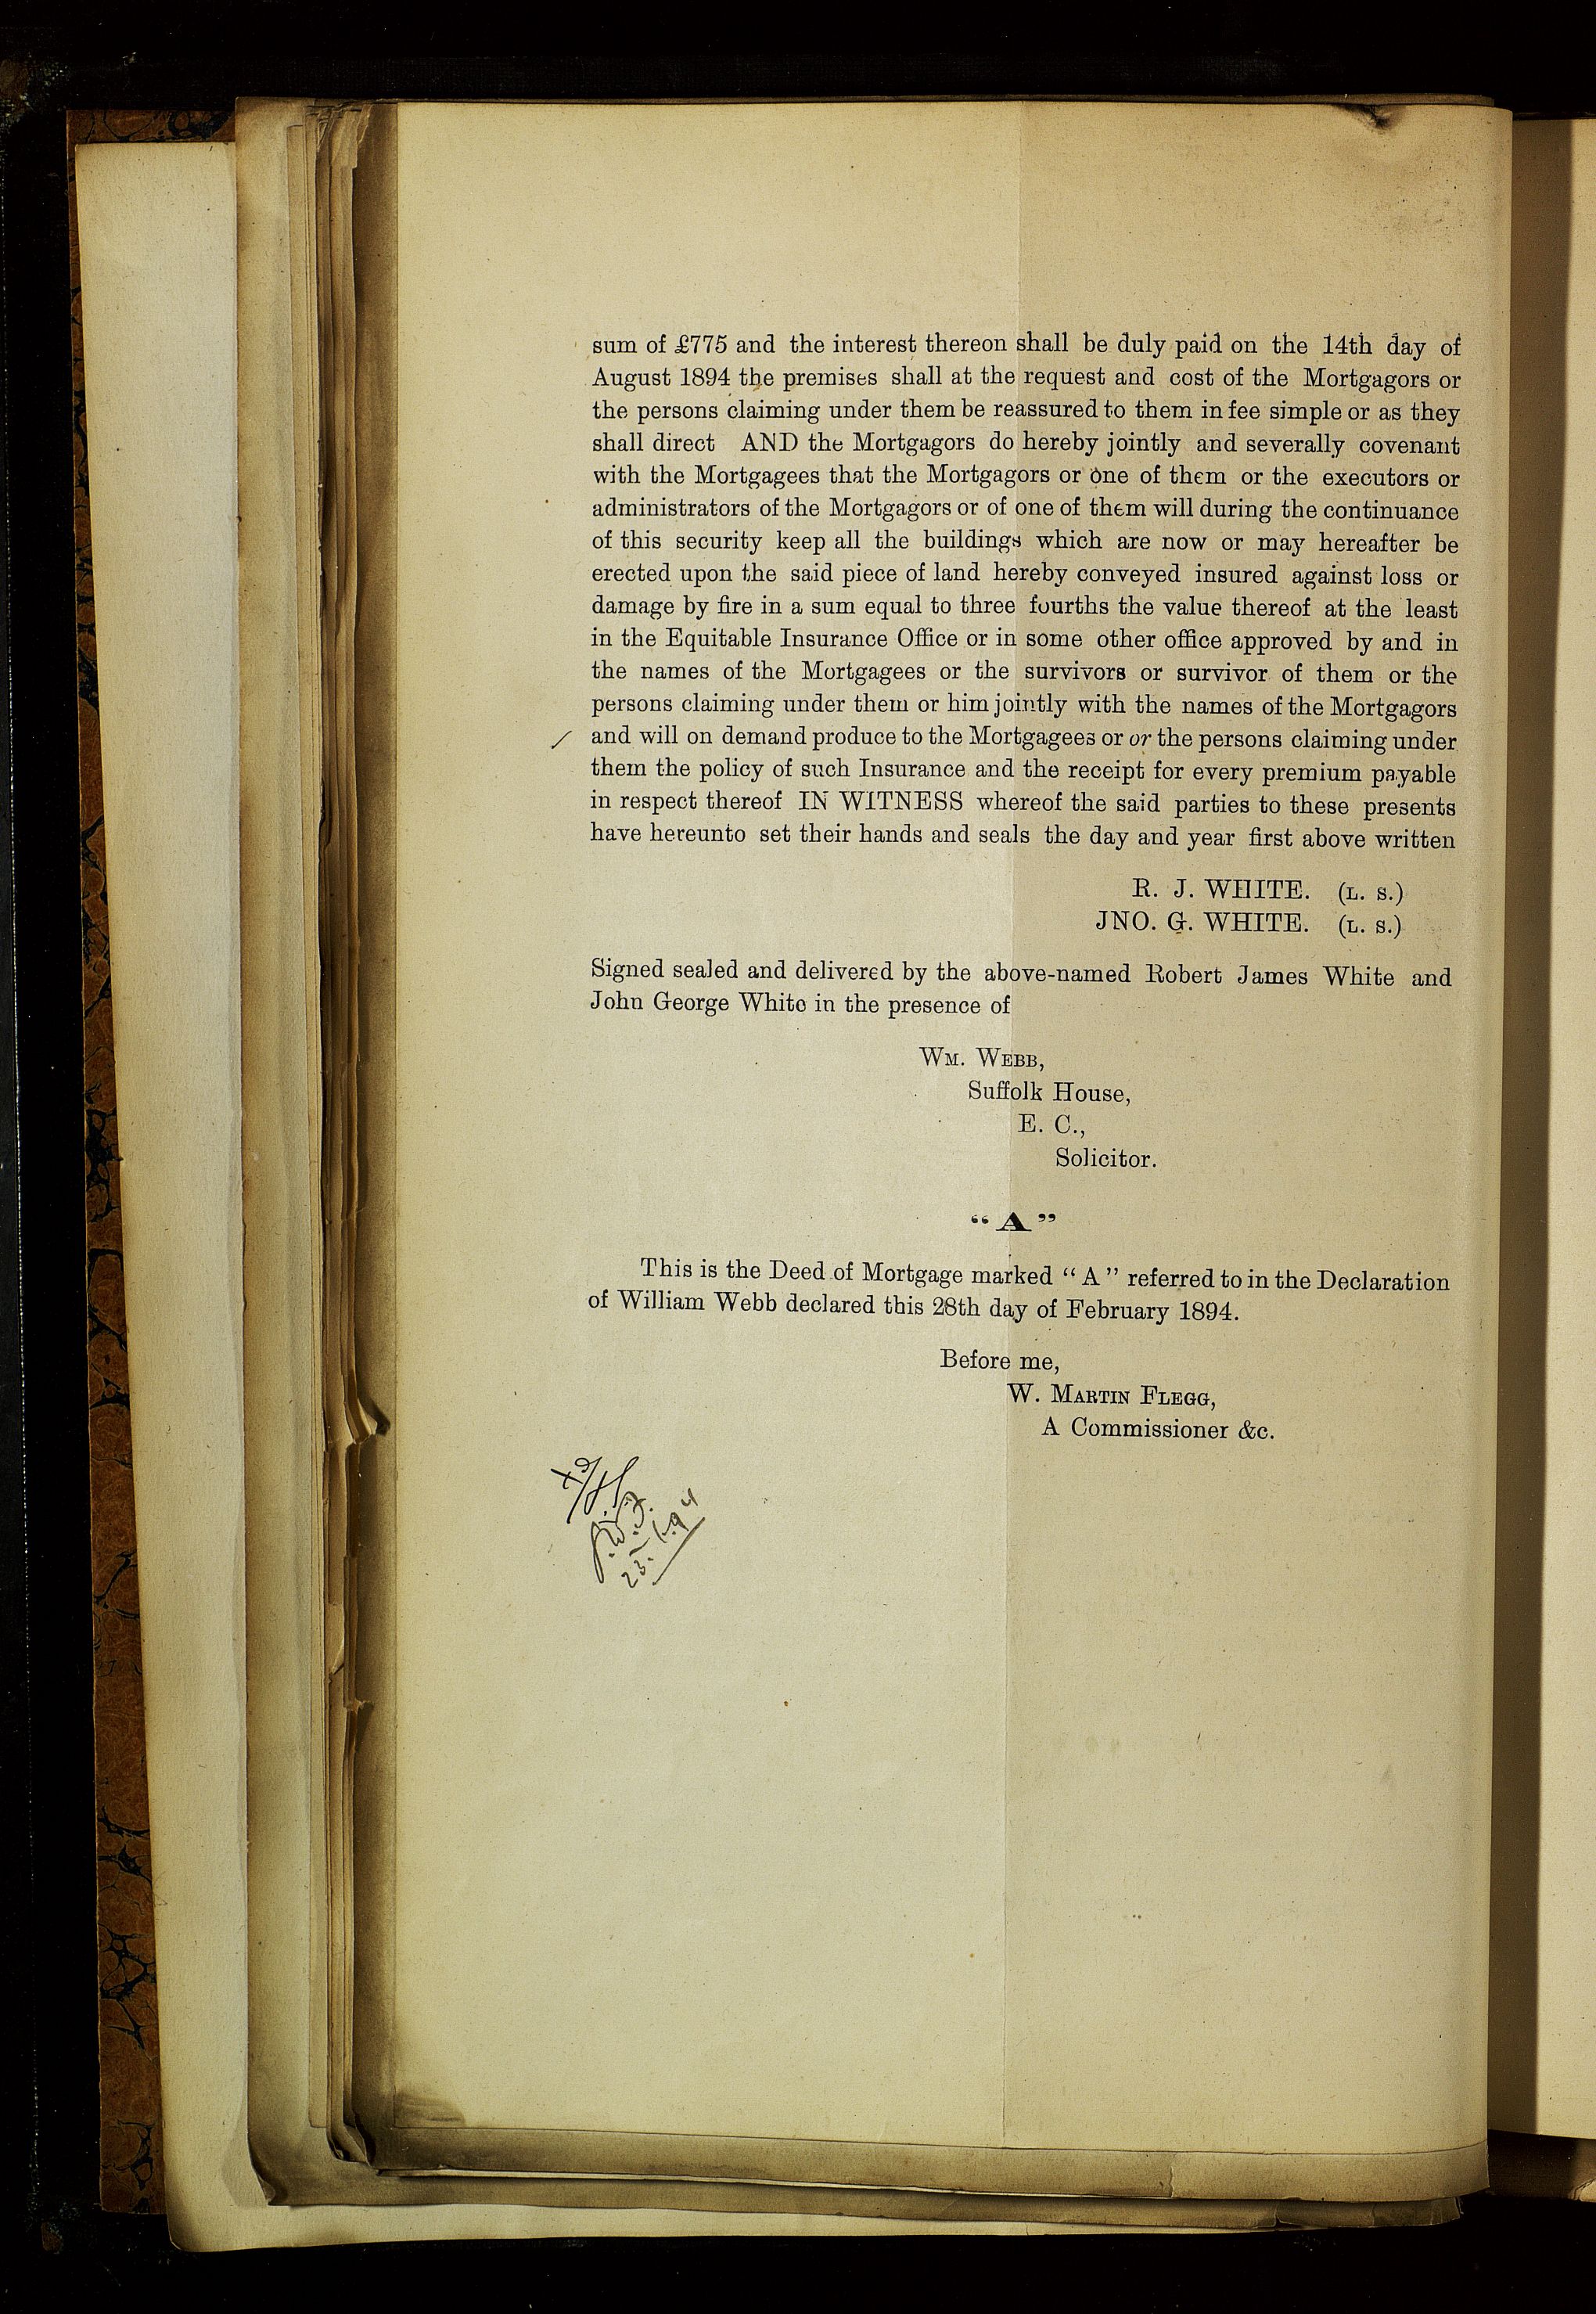 sum of £775 and the interest thereon shall be duly paid on the 14th day of
August 1894 the premises shall at the request and cost of the Mortgagors or
the persons claiming under them be reassured to them in fee simple or as they
shall direct AND the Mortgagors do hereby jointly and severally covenant
with the Mortgagees that the Mortgagors or one of them or the executors or
administrators of the Mortgagors or of one of them will during the continuance
of this security keep all the buildings which are now or may hereafter be
erected upon the said piece of land hereby conveyed insured against loss or
damage by fire in a sum equal to three fourths the value thereof at the least
in the Equitable Insurance Office or in some other office approved by and in
the names of the Mortgagees or the survivors or survivor of them or the
persons claiming under them or him jointly with the names of the Mortgagors
and will on demand produce to the Mortgagees or or the persons claiming under
them the policy of such Insurance and the receipt for every premium payable
in respect thereof IN WITNESS whereof the said parties to these presents
have hereunto set their hands and seals the day and year first above written
R. J. WHITE. (L. S.)
JNO. G. WHITE. (L. S.)
Signed sealed and delivered by the above-named Robert James White and
John George White in the presence of
WM. WEBB,
Suffolk House,
E. C.,
Solicitor.
"A"
This is the Deed of Mortgage marked "A" referred to in the Declaration
of William Webb declared this 28th day of February 1894.
Before me,
W. MARTIN FLEGG,
A Commissioner &c.